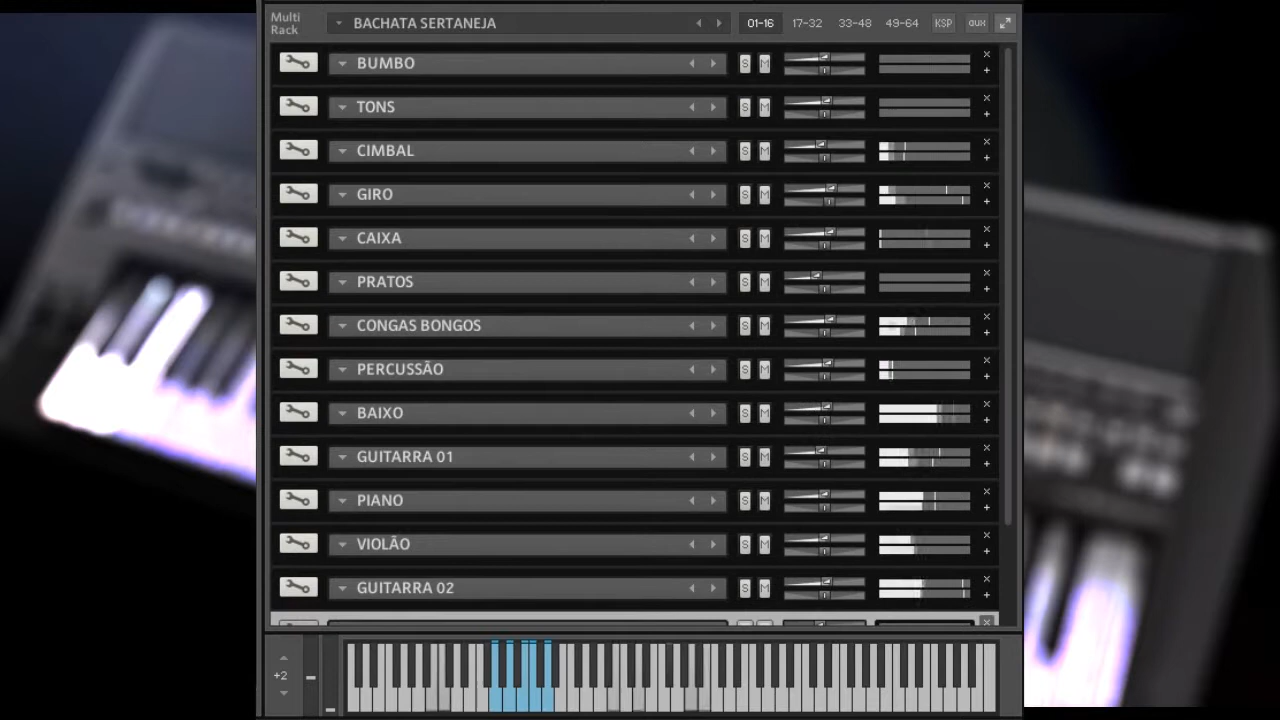 Multi Rack
BACHATA SERTANEJA
01-16 17-32 33-48 49-64 KSP aux
BUMBO S M
TONS S M
CIMBAL S M
GIRO S M
CAIXA S M
PRATOS S M
CONGAS BONGOS S M
PERCUSSÃO S M
BAIXO S M
GUITARRA 01 S M
PIANO S M
VIOLÃO S M
GUITARRA 02 S M
+2